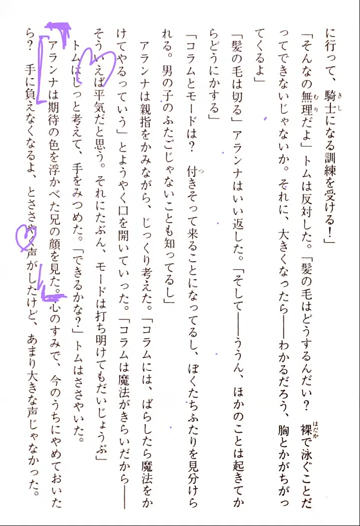 に行って、騎士になる訓練を受ける！」
「そんなの無理だよ」トムは反対した。「髪の毛はどうするんだい？　裸で泳ぐことだ
ってできないじゃないか。それに、大きくなったら――わかるだろう、胸とかがちがっ
てくるよ」
「髪の毛は切る」アランナはいい返した。「そして――ううん、ほかのことは起きてか
らどうにかする」
「コラムとモードは？　付きそって来ることになってるし、ぼくたちふたりを見分けら
れる。男の子のふたごじゃないことも知ってるし」
アランナは親指をかみながら、じっくり考えた。「コラムには、ばらしたら魔法をか
けてやるっていう」とようやく口を開いていった。「コラムは魔法がきらいだから――
そういえば平気だと思う。それにたぶん、モードは打ち明けてもだいじょうぶ」
トムはじっと考えて、手をみつめた。「できるかな？」トムはささやいた。
アランナは期待の色を浮かべた兄の顔を見た。心のすみで、今のうちにやめておいた
ら？　手に負えなくなるよ、とささやく声がしたけど、あまり大きな声じゃなかった。